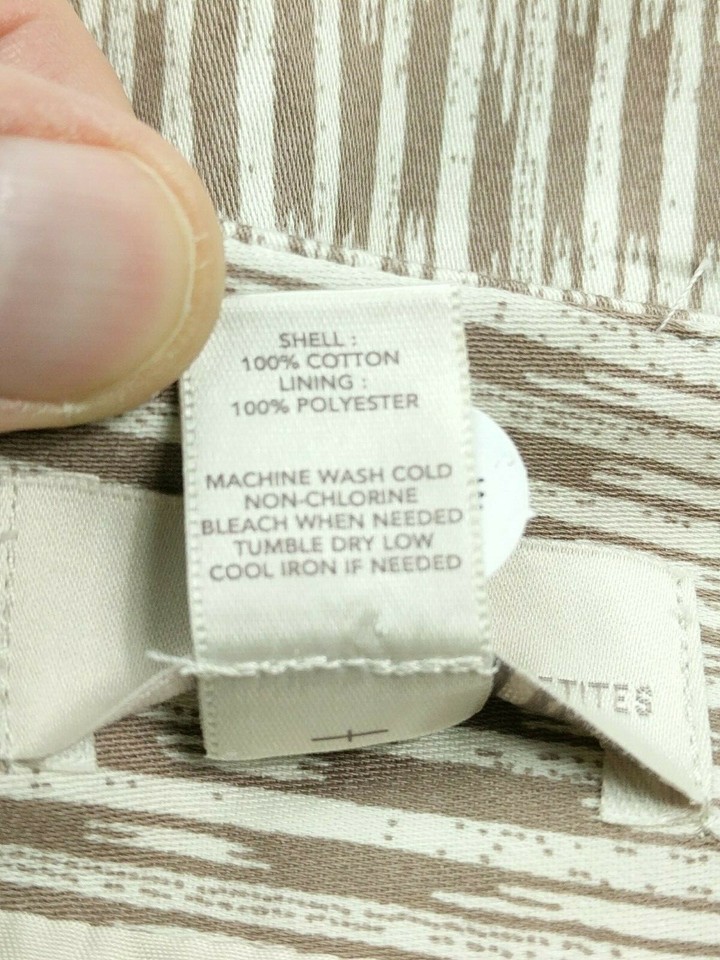 SHELL :
100% COTTON
LINING :
100% POLYESTER
MACHINE WASH COLD
NON-CHLORINE
BLEACH WHEN NEEDED
TUMBLE DRY LOW
COOL IRON IF NEEDED